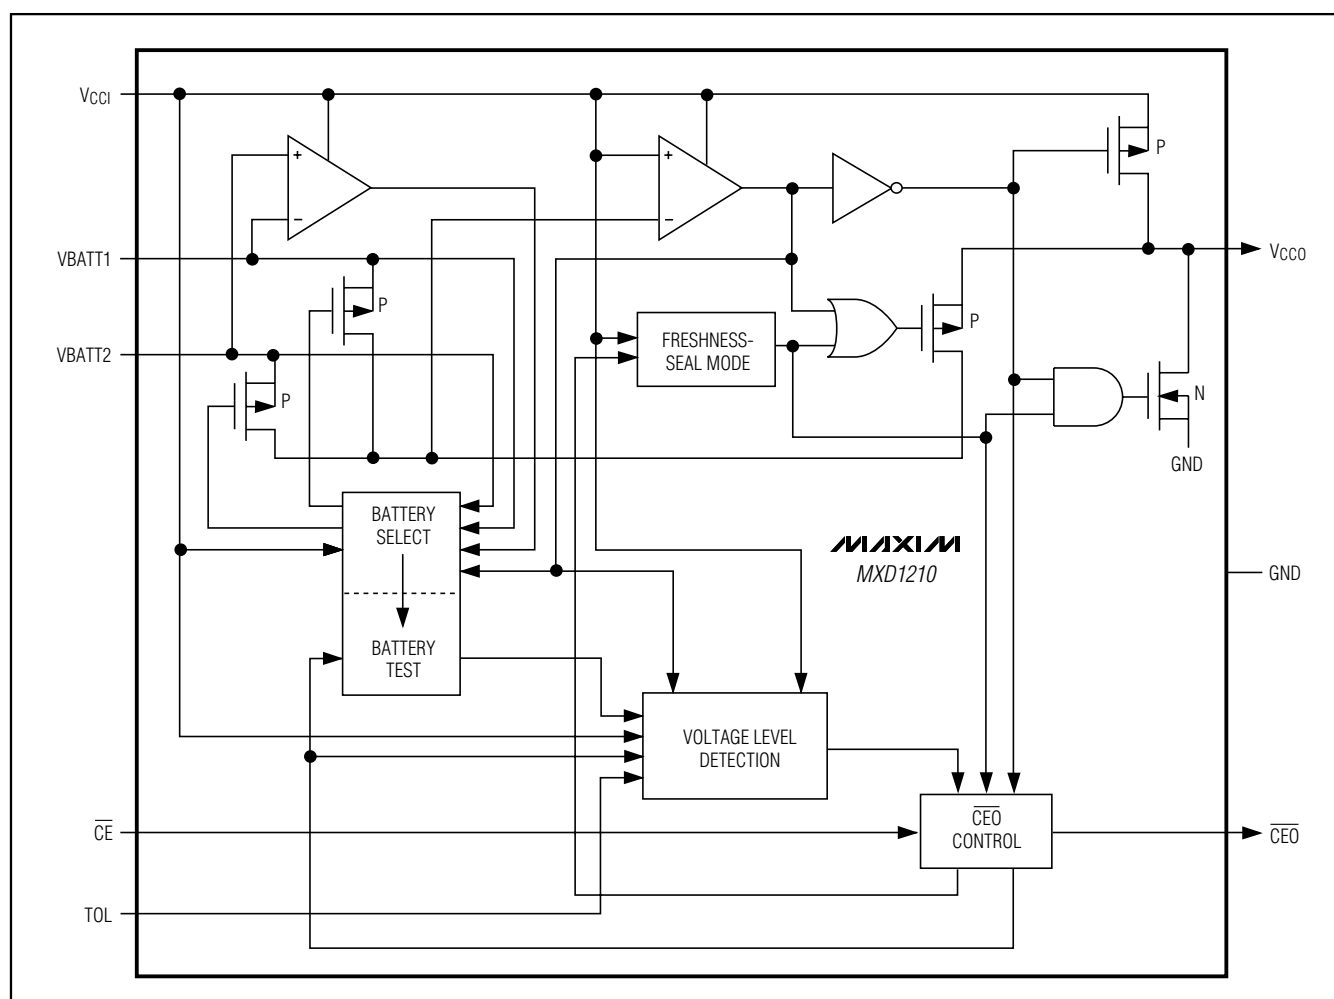 VCCI
P
+
+
−
−
VBATT1
VCCO
P
P
VBATT2
FRESHNESS-
SEAL MODE
P
N
GND
BATTERY
SELECT
MAXIM
MXD1210
GND
BATTERY
TEST
VOLTAGE LEVEL
DETECTION
CE
CEO
CONTROL
CEO
TOL